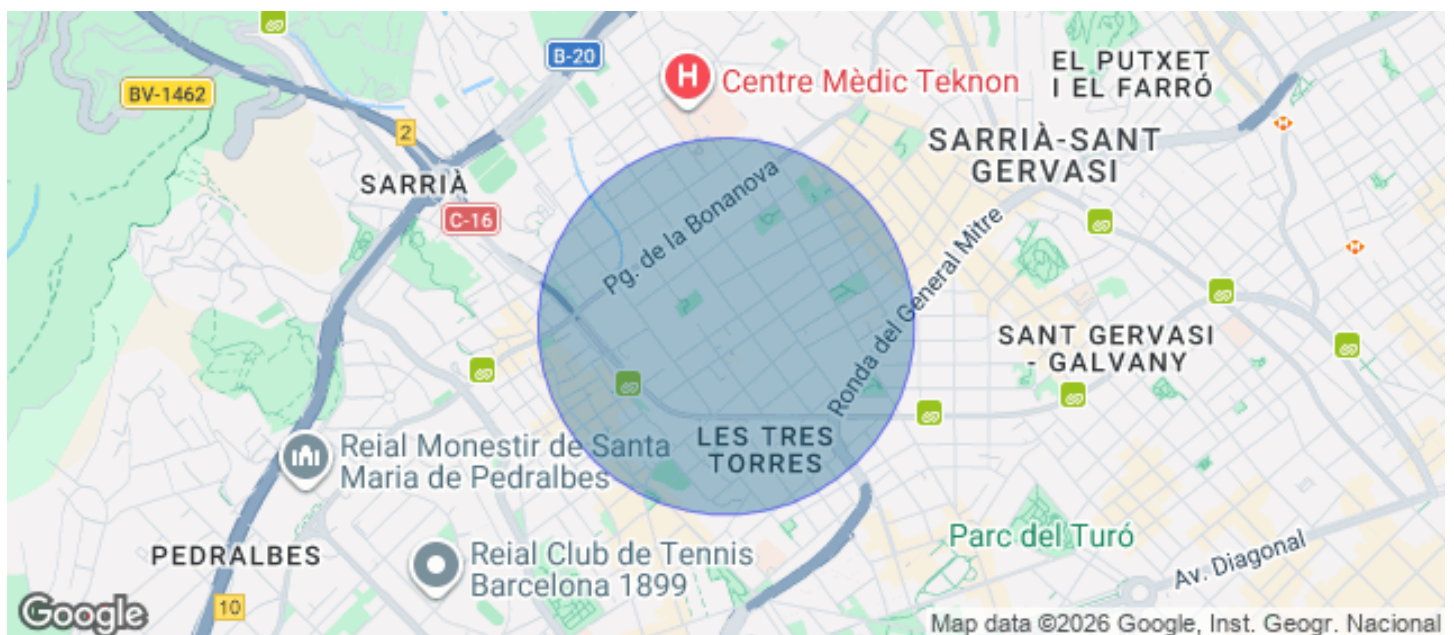 B-20
EL PUTXET
I EL FARRÓ
BV-1462
Centre Mèdic Teknon
H
2
SARRIÀ-SANT
GERVASI
SARRIÀ
Pg. de la Bonanova
C-16
Ronda del General Mitre
SANT GERVASI
- GALVANY
LES TRES
TORRES
Reial Monestir de Santa
Maria de Pedralbes
Parc del Turó
PEDRALBES
Reial Club de Tennis
Barcelona 1899
Av. Diagonal
10
Google
Map data ©2026 Google, Inst. Geogr. Nacional